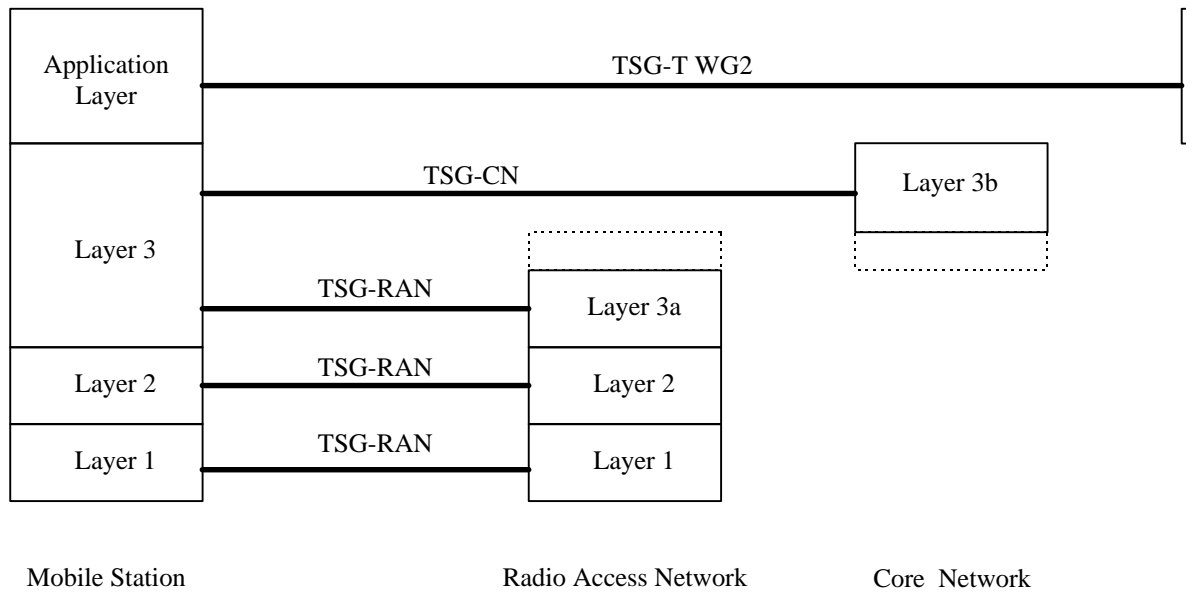 Application
Layer
TSG-T WG2
TSG-CN
Layer 3b
Layer 3
TSG-RAN
Layer 3a
TSG-RAN
Layer 2
Layer 2
TSG-RAN
Layer 1
Layer 1
Mobile Station
Radio Access Network
Core Network